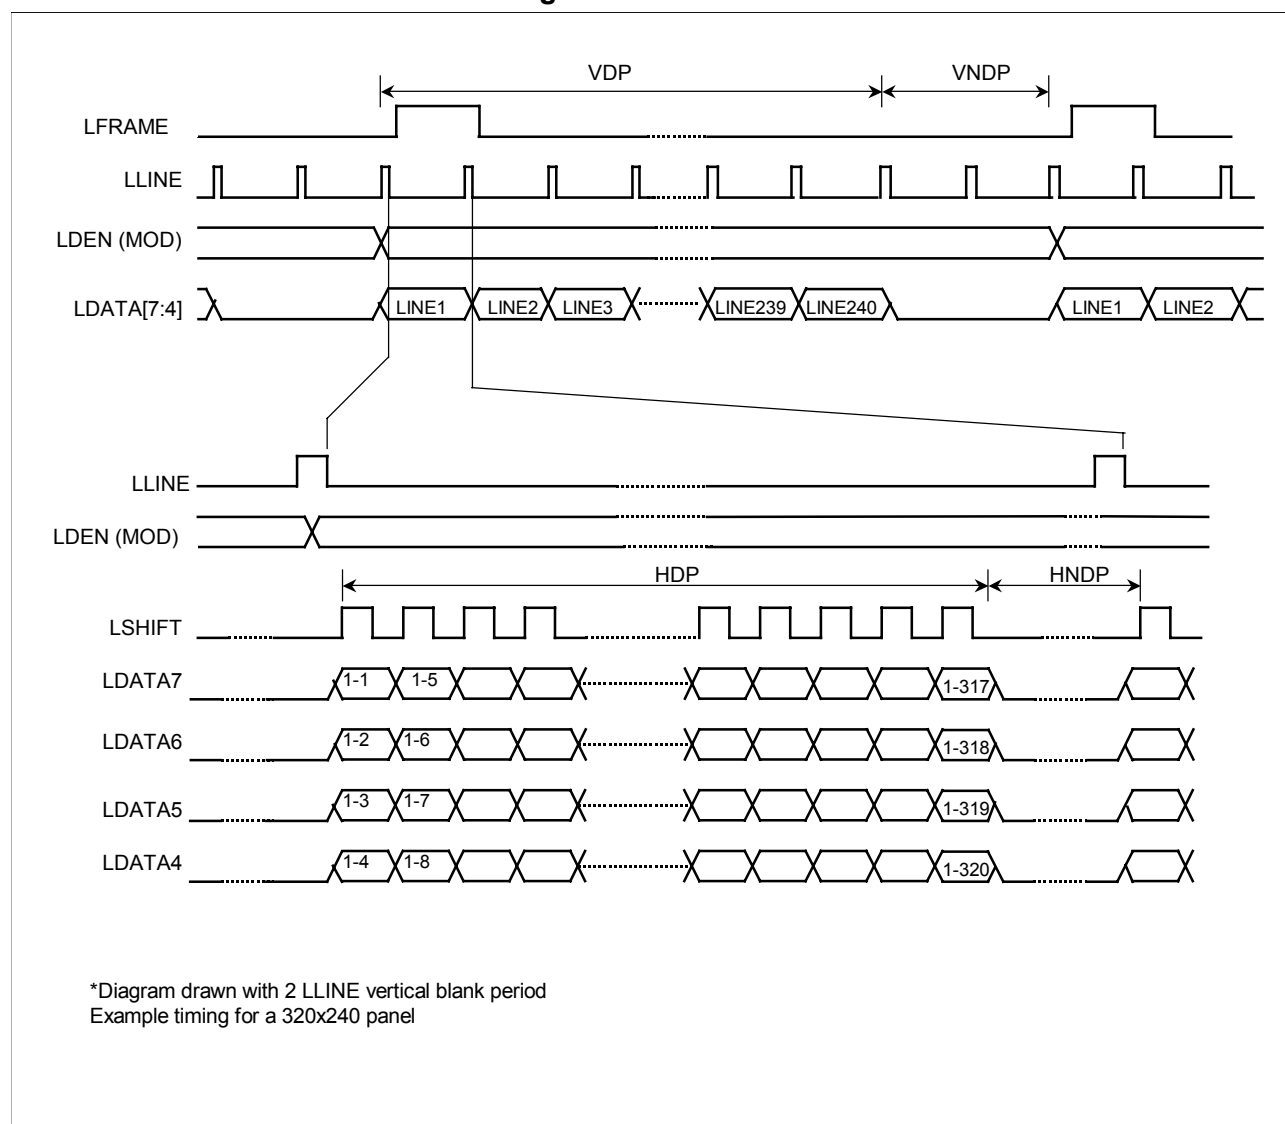 VDP VNDP
LFRAME
LLINE
LDEN (MOD)
LDATA[7:4] LINE1 LINE2 LINE3 LINE239 LINE240 LINE1 LINE2
LLINE
LDEN (MOD)
HDP HNDP
LSHIFT
LDATA7 1-1 1-5 1-317
LDATA6 1-2 1-6 1-318
LDATA5 1-3 1-7 1-319
LDATA4 1-4 1-8 1-320
*Diagram drawn with 2 LLINE vertical blank period
Example timing for a 320x240 panel